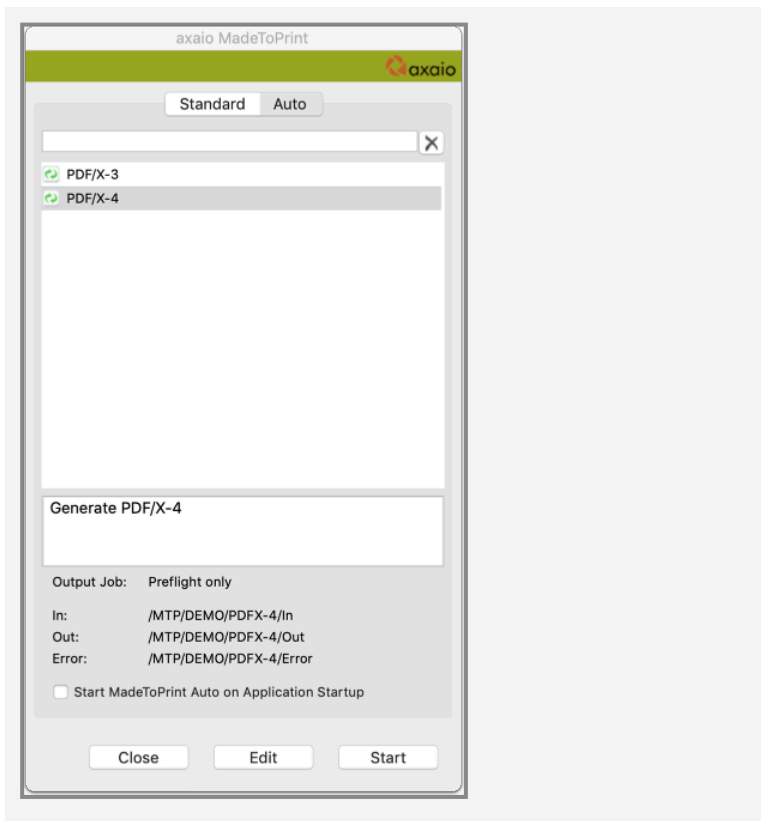 axaio MadeToPrint
axaio
Standard Auto
PDF/X-3
PDF/X-4
Generate PDF/X-4
Output Job: Preflight only
In: /MTP/DEMO/PDFX-4/In
Out: /MTP/DEMO/PDFX-4/Out
Error: /MTP/DEMO/PDFX-4/Error
Start MadeToPrint Auto on Application Startup
Close Edit Start